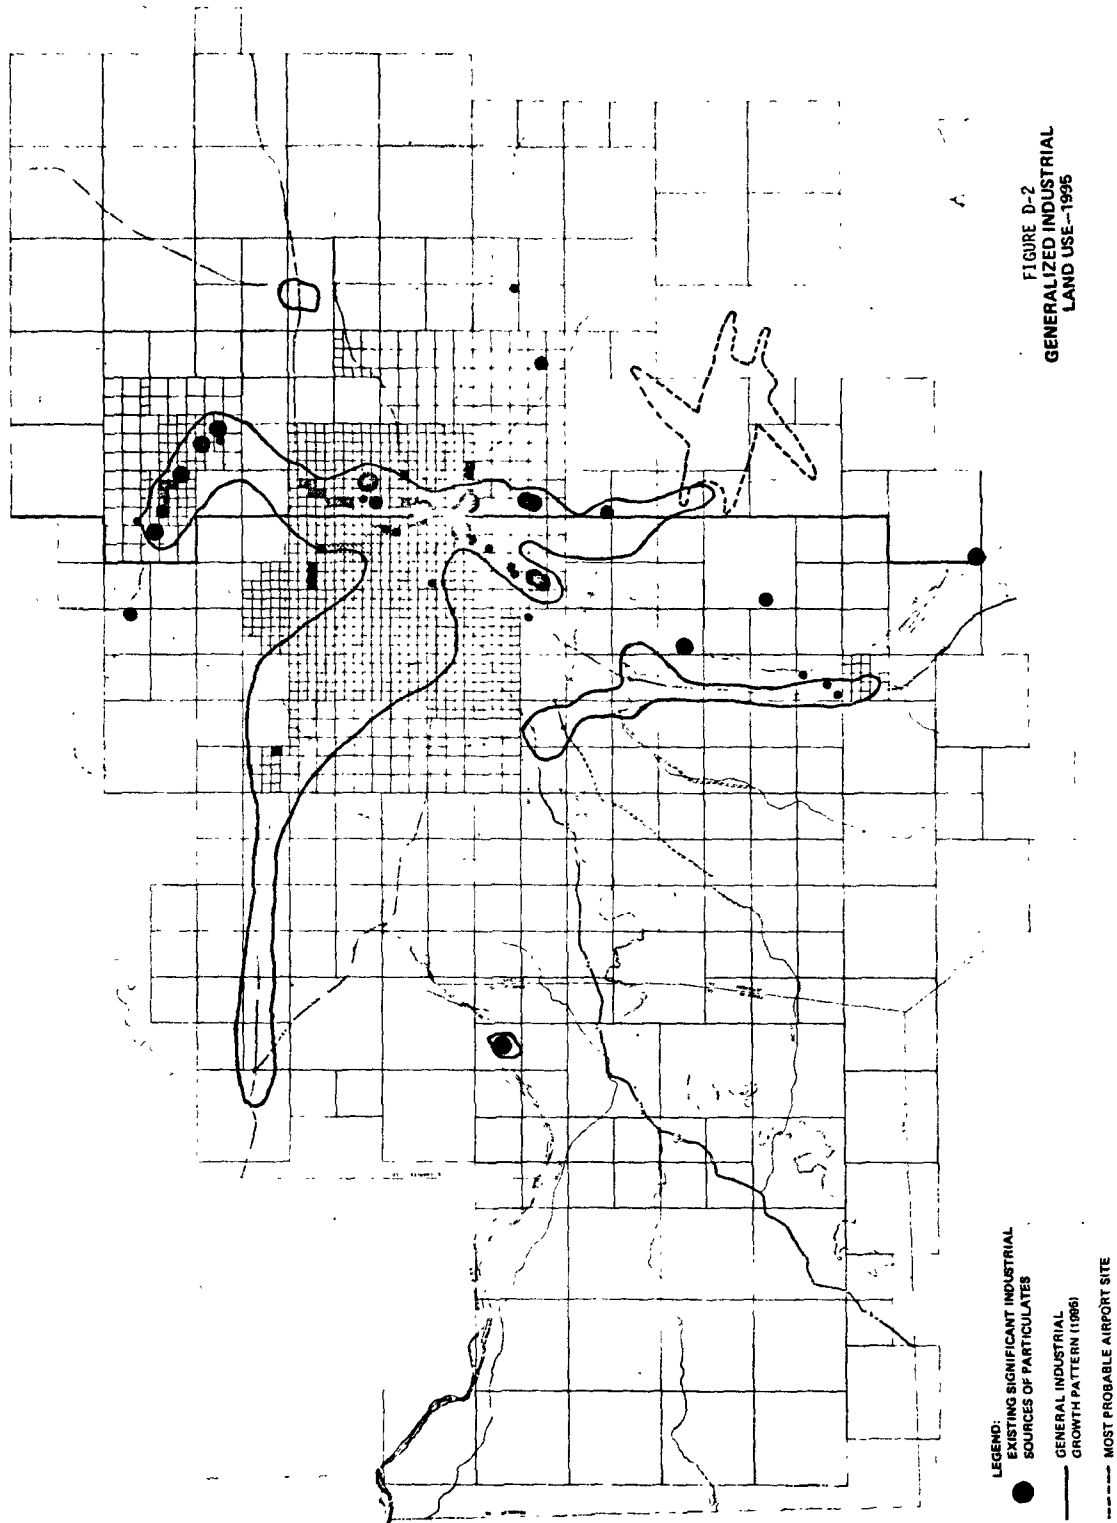 FIGURE D-2
GENERALIZED INDUSTRIAL
LAND USE—1995
LEGEND:
EXISTING SIGNIFICANT INDUSTRIAL
SOURCES OF PARTICULATES
GENERAL INDUSTRIAL
GROWTH PATTERN (1995)
MOST PROBABLE AIRPORT SITE